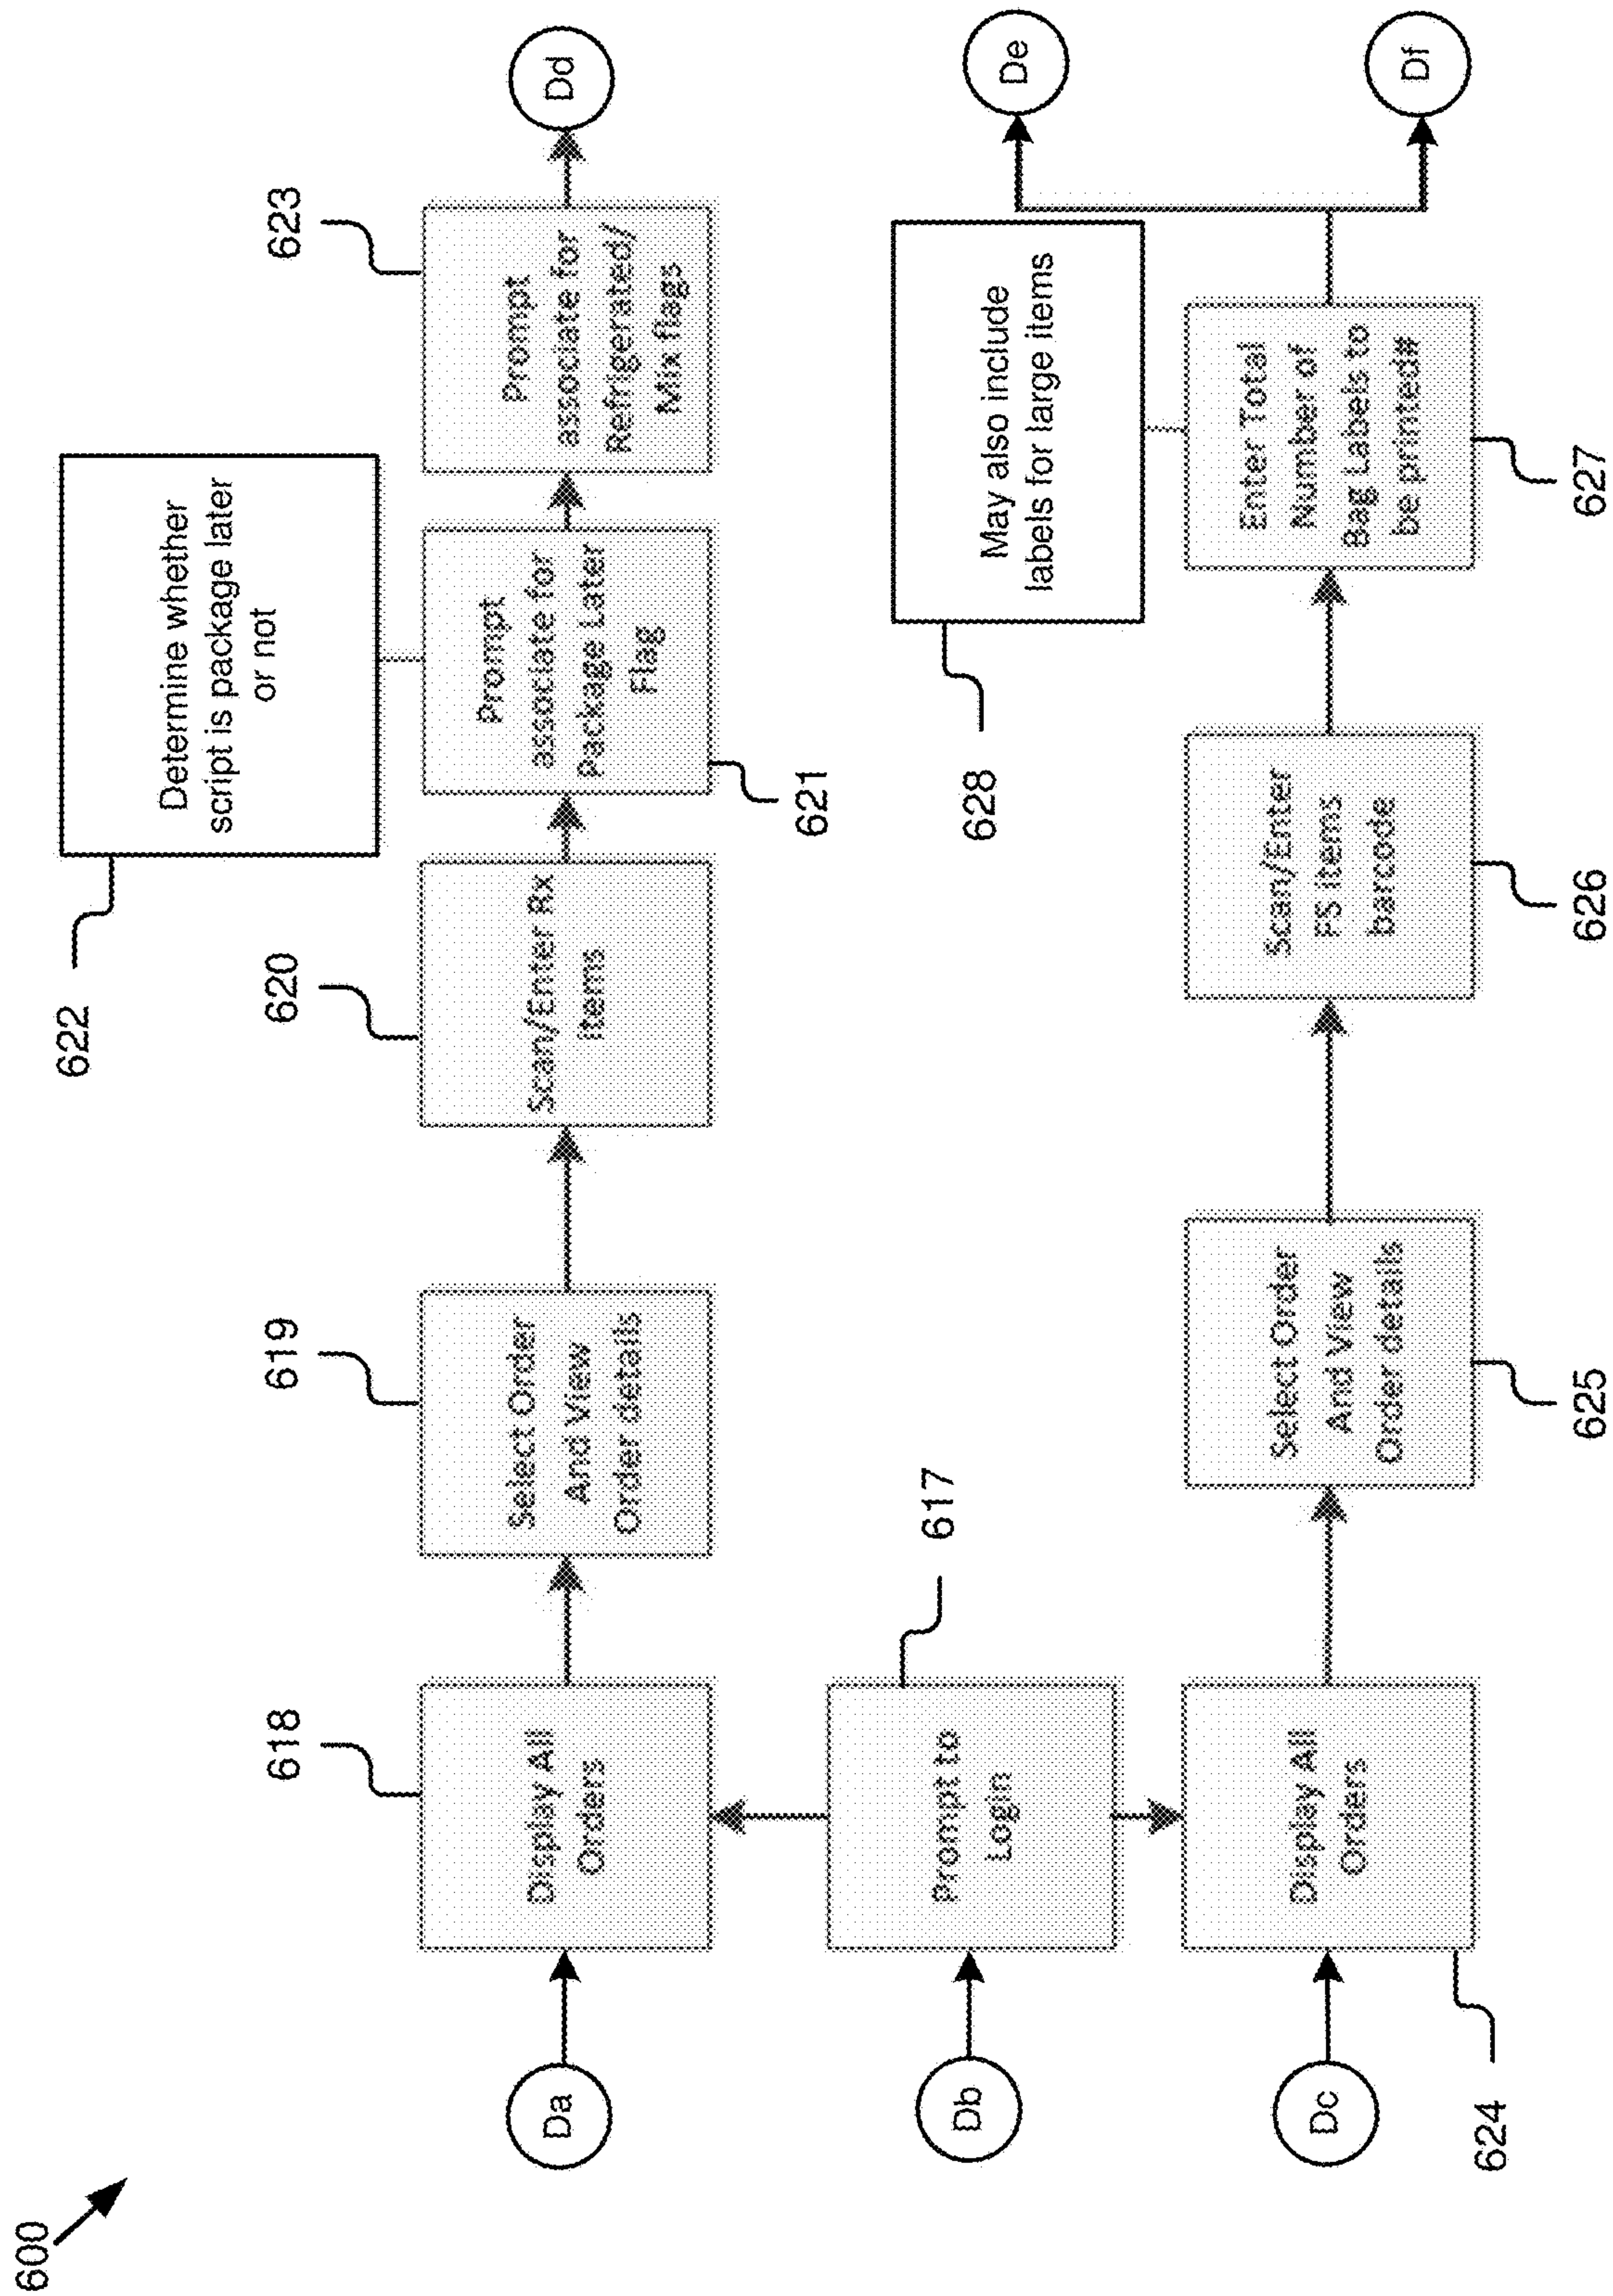 600
622
Determine whether
script is package later
or not
618
619
620
623
Da
Display All
Orders
Select Order
And View
Order details
Scan/Enter Rx
items
Prompt
associate for
Package Later
Flag
Prompt
associate for
Refrigerated/
Mix flags
Dd
621
617
628
May also include
labels for large items
De
Db
Prompt to
Login
Dc
Display All
Orders
Select Order
And View
Order details
Scan/Enter
FS items
barcode
Enter Total
Number of
Bag Labels to
be printed#
Df
624
625
626
627